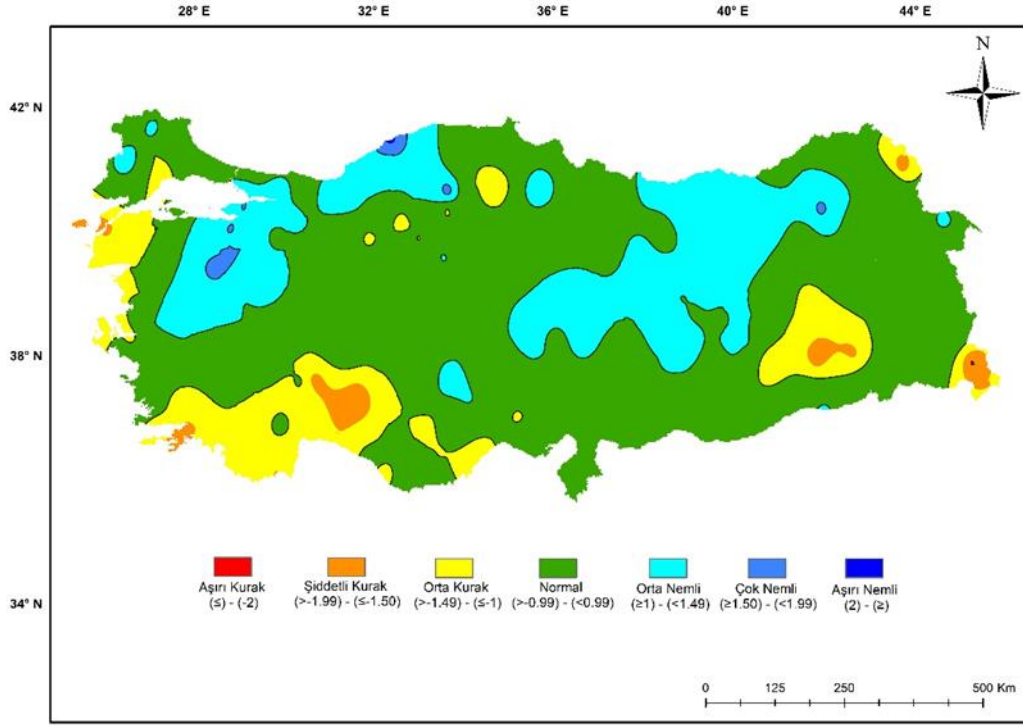 28° E 32° E 36° E 40° E 44° E
N
42° N
38° N
34° N
Aşırı Kurak
(≤) - (-2)
Şiddetli Kurak
(>-1.99) - (≤-1.50)
Orta Kurak
(>-1.49) - (≤-1)
Normal
(>-0.99) - (<0.99)
Orta Nemli
(≥1) - (<1.49)
Çok Nemli
(≥1.50) - (<1.99)
Aşırı Nemli
(2) - (≥)
0 125 250 500 Km